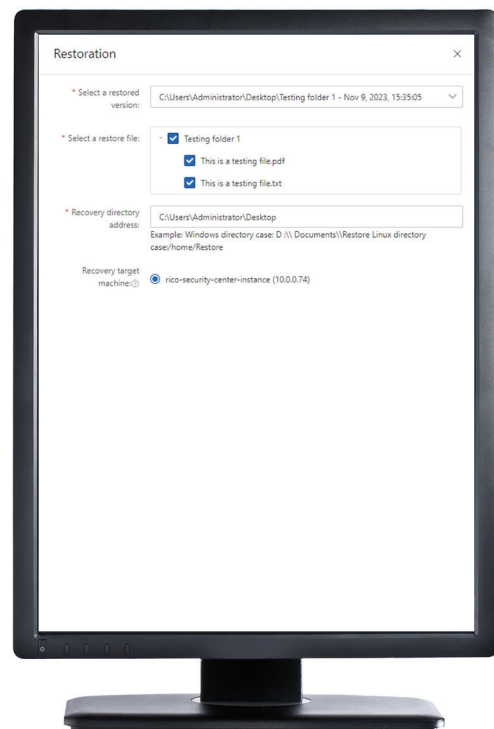 Restoration
* Select a restored version:
C:\Users\Administrator\Desktop\Testing folder 1 - Nov 9, 2023, 15:35:05
* Select a restore file:
Testing folder 1
This is a testing file.pdf
This is a testing file.txt
* Recovery directory address:
C:\Users\Administrator\Desktop
Example: Windows directory case: D :\\ Documents\\Restore Linux directory
case:/home/Restore
Recovery target machine:
rico-security-center-instance (10.0.0.74)